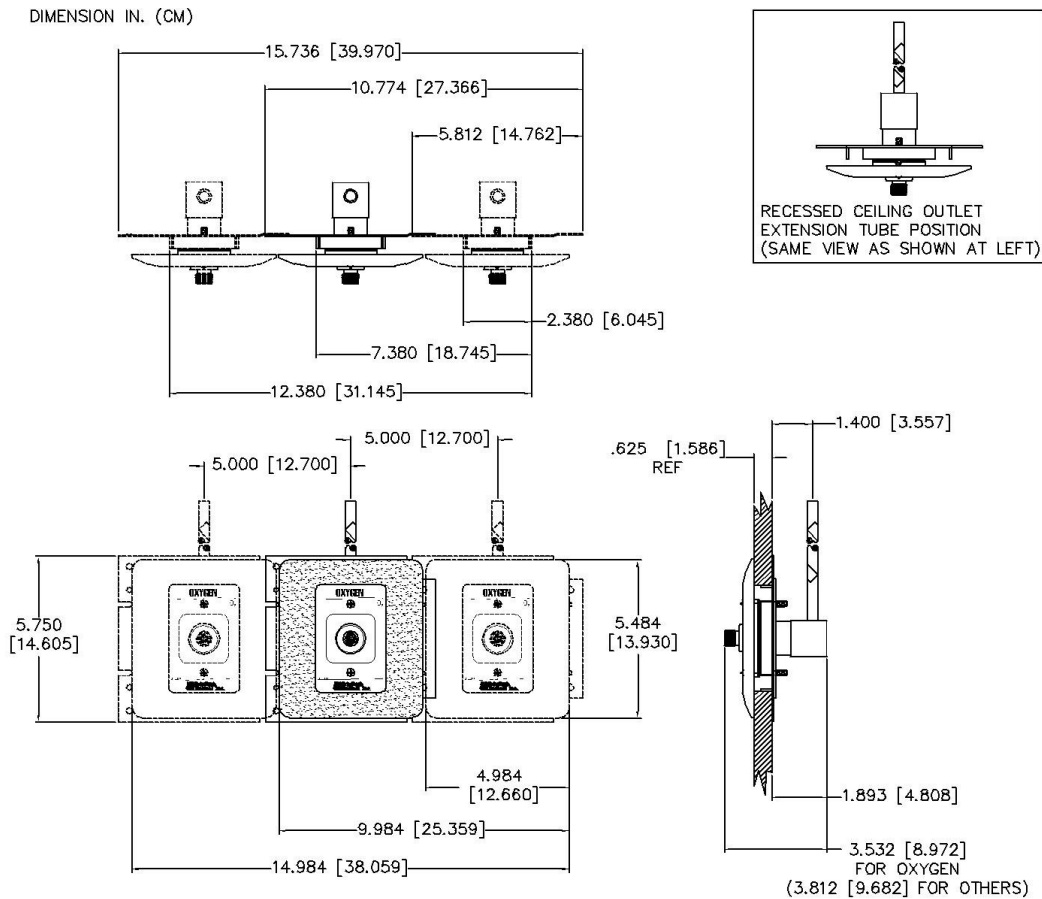 DIMENSION IN. (CM)
15.736 [39.970]
10.774 [27.366]
5.812 [14.762]
2.380 [6.045]
7.380 [18.745]
12.380 [31.145]
RECESSED CEILING OUTLET
EXTENSION TUBE POSITION
(SAME VIEW AS SHOWN AT LEFT)
5.000 [12.700]
5.000 [12.700]
.625 [1.586]
REF
1.400 [3.557]
5.750
[14.605]
OXYGEN
OXYGEN
OXYGEN
5.484
[13.930]
4.984
[12.660]
9.984 [25.359]
14.984 [38.059]
1.893 [4.808]
3.532 [8.972]
FOR OXYGEN
(3.812 [9.682] FOR OTHERS)